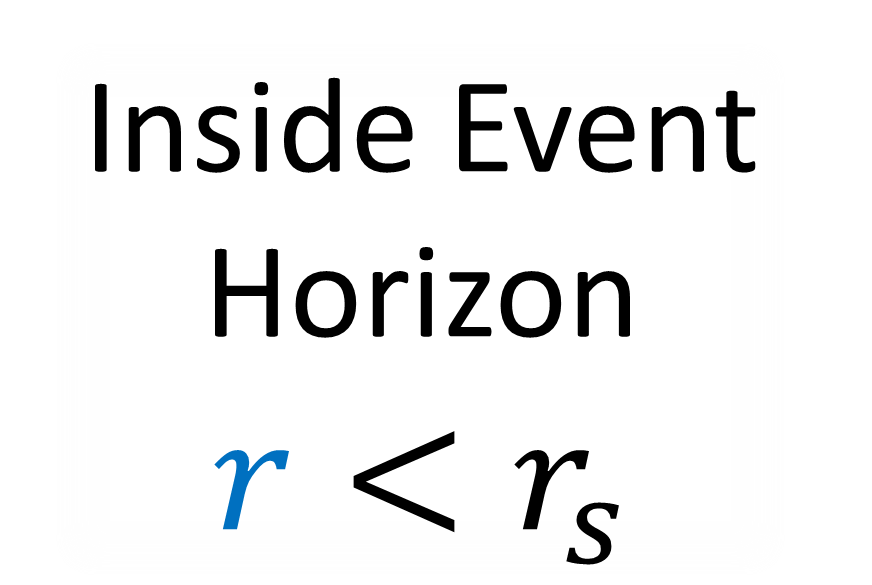 Inside Event
Horizon
r < rₛ